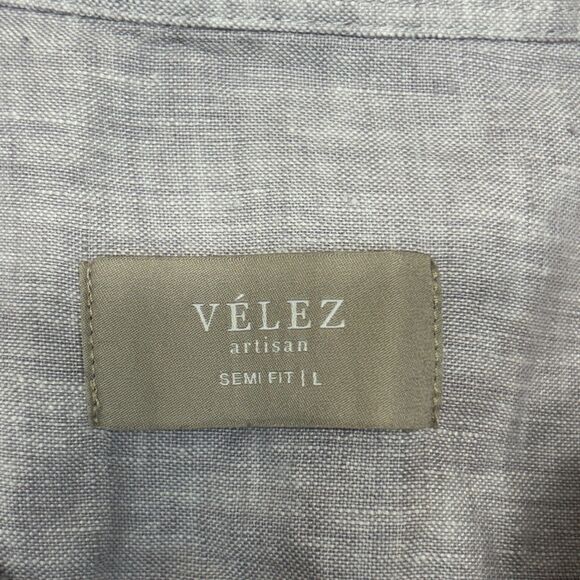 VÉLEZ
artisan
SEMI FIT | L